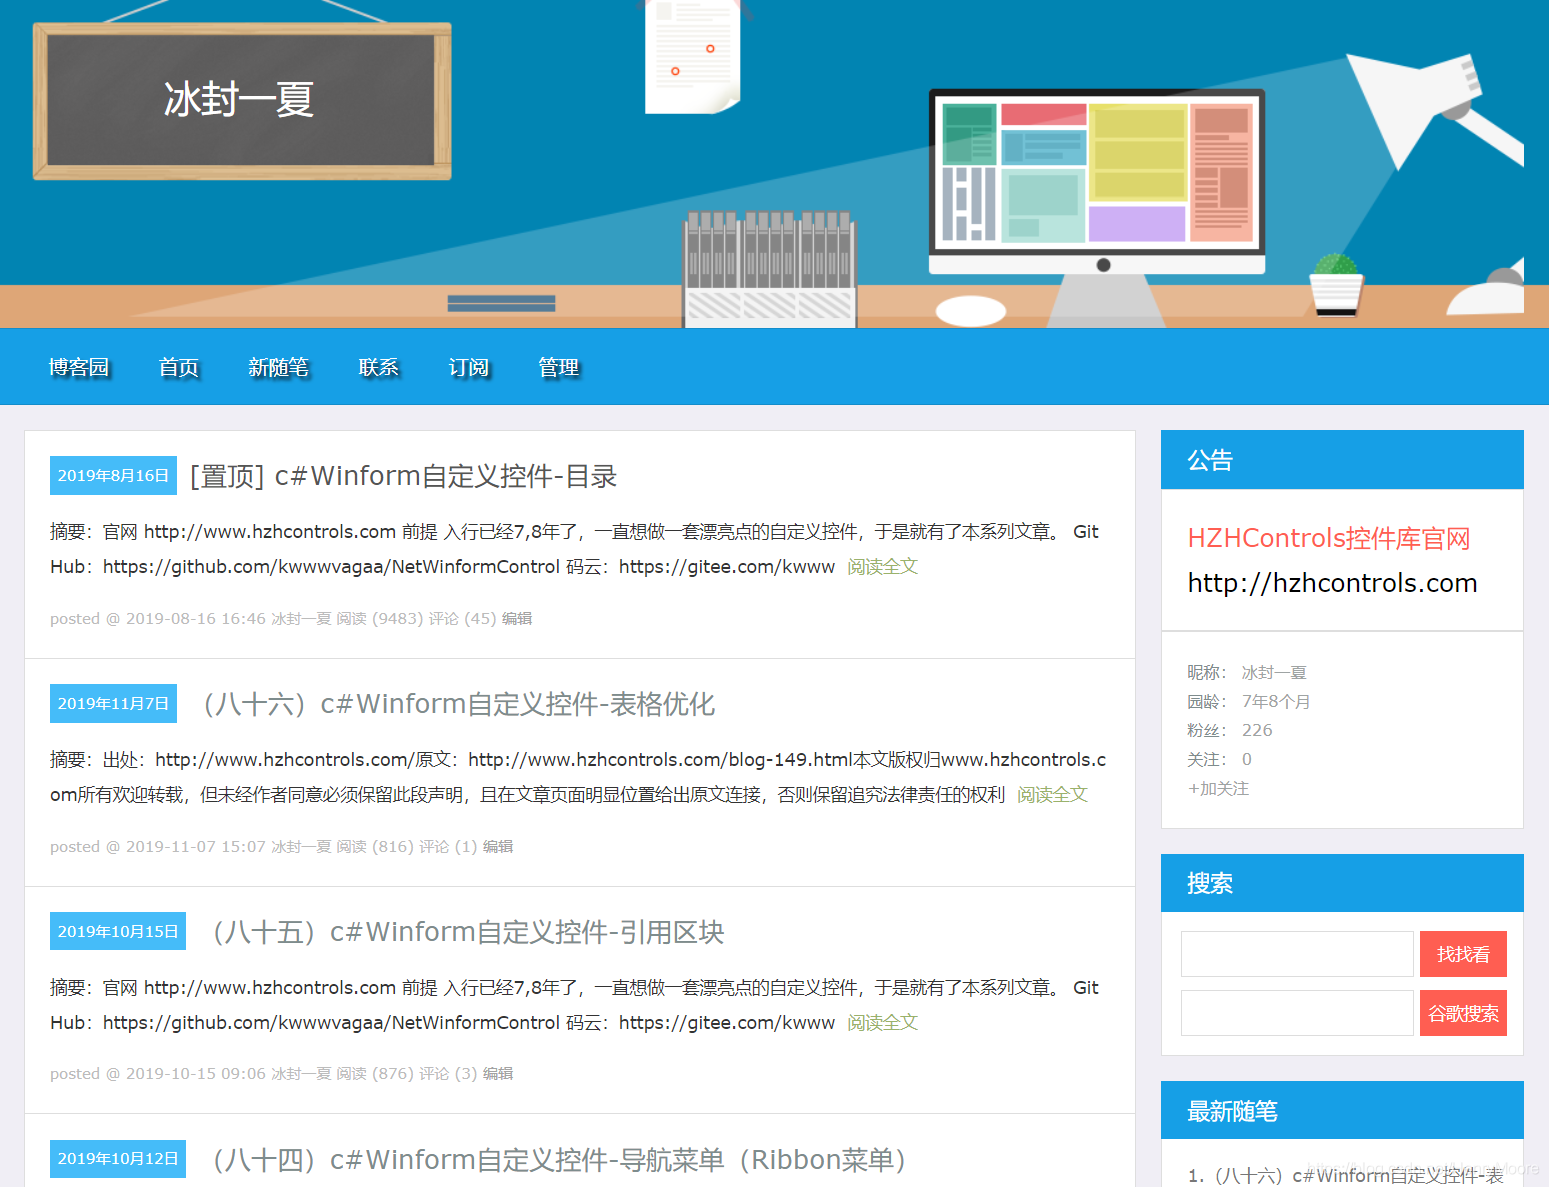 冰封一夏
博客园 首页 新随笔 联系 订阅 管理
2019年8月16日 [置顶] c#Winform自定义控件-目录
摘要：官网 http://www.hzhcontrols.com 前提 入行已经7,8年了，一直想做一套漂亮点的自定义控件，于是就有了本系列文章。 Git
Hub：https://github.com/kwwwvagaa/NetWinformControl 码云：https://gitee.com/kwww 阅读全文
posted @ 2019-08-16 16:46 冰封一夏 阅读 (9483) 评论 (45) 编辑
2019年11月7日 （八十六）c#Winform自定义控件-表格优化
摘要：出处：http://www.hzhcontrols.com/原文：http://www.hzhcontrols.com/blog-149.html本文版权归www.hzhcontrols.c
om所有欢迎转载，但未经作者同意必须保留此段声明，且在文章页面明显位置给出原文连接，否则保留追究法律责任的权利 阅读全文
posted @ 2019-11-07 15:07 冰封一夏 阅读 (816) 评论 (1) 编辑
2019年10月15日 （八十五）c#Winform自定义控件-引用区块
摘要：官网 http://www.hzhcontrols.com 前提 入行已经7,8年了，一直想做一套漂亮点的自定义控件，于是就有了本系列文章。 Git
Hub：https://github.com/kwwwvagaa/NetWinformControl 码云：https://gitee.com/kwww 阅读全文
posted @ 2019-10-15 09:06 冰封一夏 阅读 (876) 评论 (3) 编辑
2019年10月12日 （八十四）c#Winform自定义控件-导航菜单（Ribbon菜单）
公告
HZHControls控件库官网
http://hzhcontrols.com
昵称： 冰封一夏
园龄： 7年8个月
粉丝： 226
关注： 0
+加关注
搜索
找找看
谷歌搜索
最新随笔
1.（八十六）c#Winform自定义控件-表